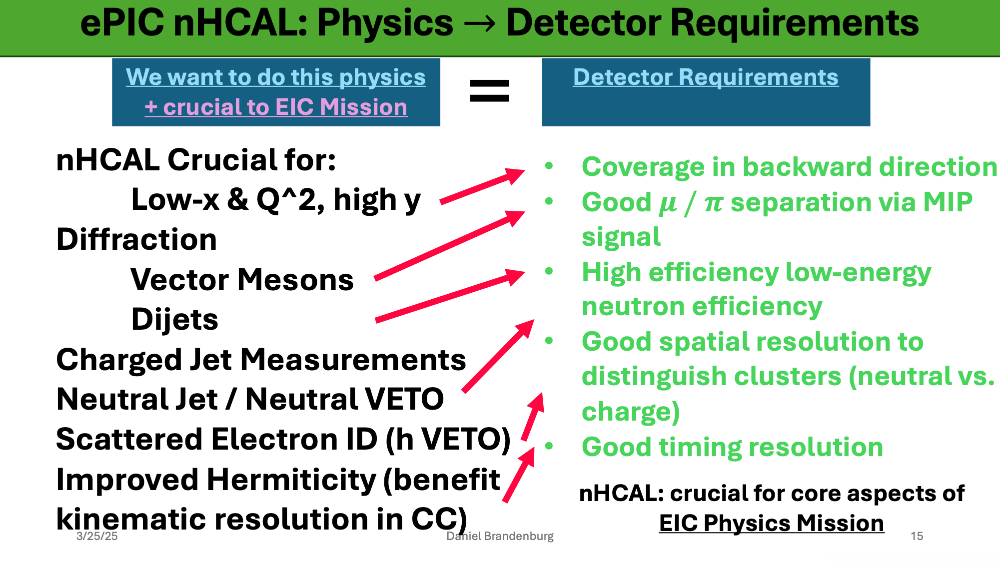 ePIC nHCAL: Physics → Detector Requirements
We want to do this physics
+ crucial to EIC Mission
=
Detector Requirements
nHCAL Crucial for:
Low-x & Q^2, high y
Diffraction
Vector Mesons
Dijets
Charged Jet Measurements
Neutral Jet / Neutral VETO
Scattered Electron ID (h VETO)
Improved Hermiticity (benefit
kinematic resolution in CC)
• Coverage in backward direction
• Good 𝝁 / 𝝅 separation via MIP
signal
• High efficiency low-energy
neutron efficiency
• Good spatial resolution to
distinguish clusters (neutral vs.
charge)
• Good timing resolution
nHCAL: crucial for core aspects of
EIC Physics Mission
3/25/25
Daniel Brandenburg
15